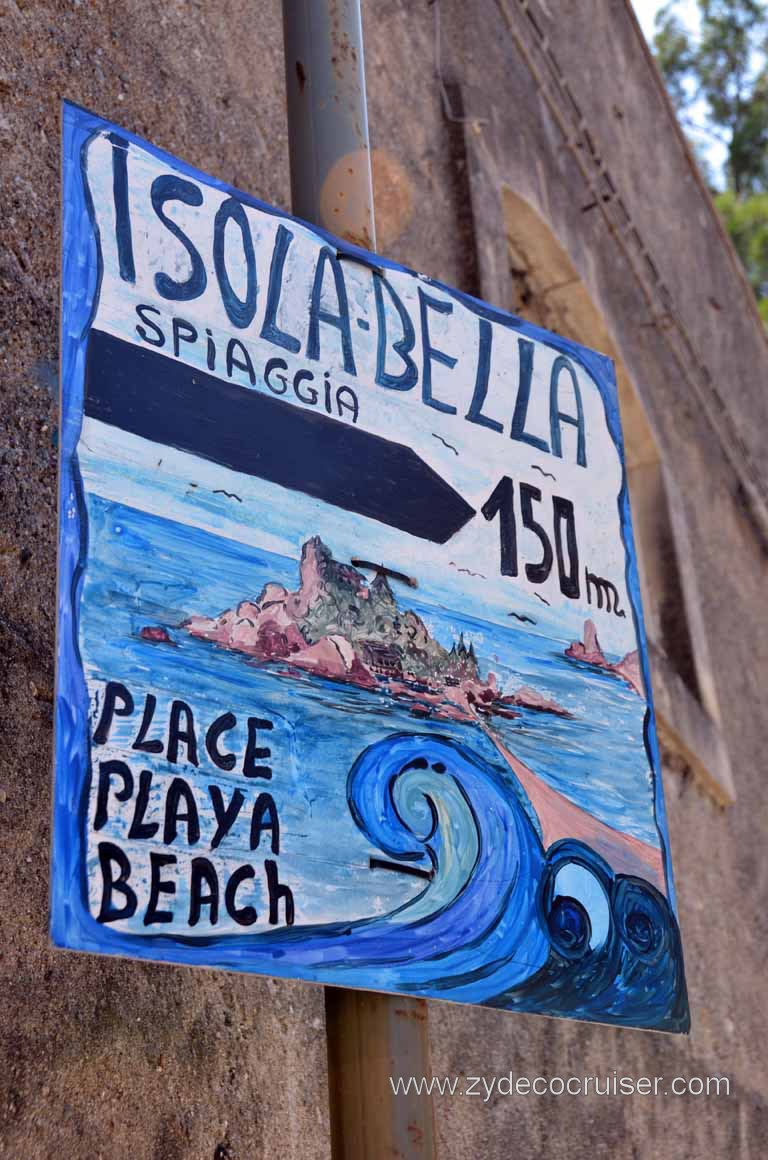 ISOLA-BELLA
SPIAGGIA
150 m.
PLACE
PLAYA
BEACH
www.zydecocruiser.com